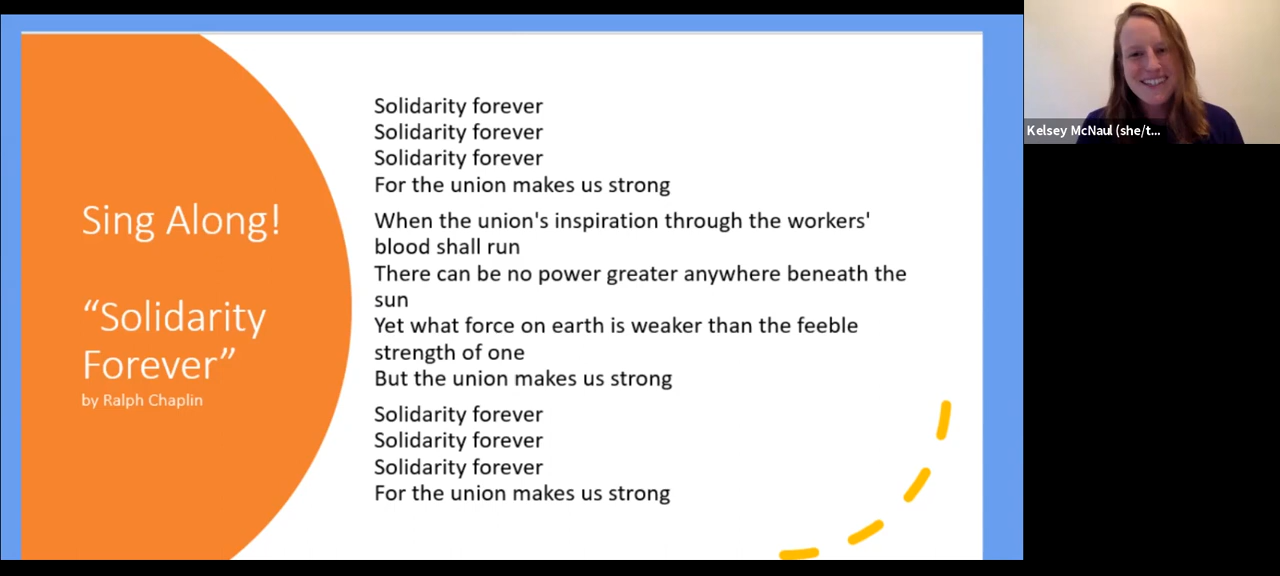 Sing Along!
“Solidarity
Forever”
by Ralph Chaplin
Solidarity forever
Solidarity forever
Solidarity forever
For the union makes us strong
When the union's inspiration through the workers'
blood shall run
There can be no power greater anywhere beneath the
sun
Yet what force on earth is weaker than the feeble
strength of one
But the union makes us strong
Solidarity forever
Solidarity forever
Solidarity forever
For the union makes us strong
Kelsey McNaul (she/t...